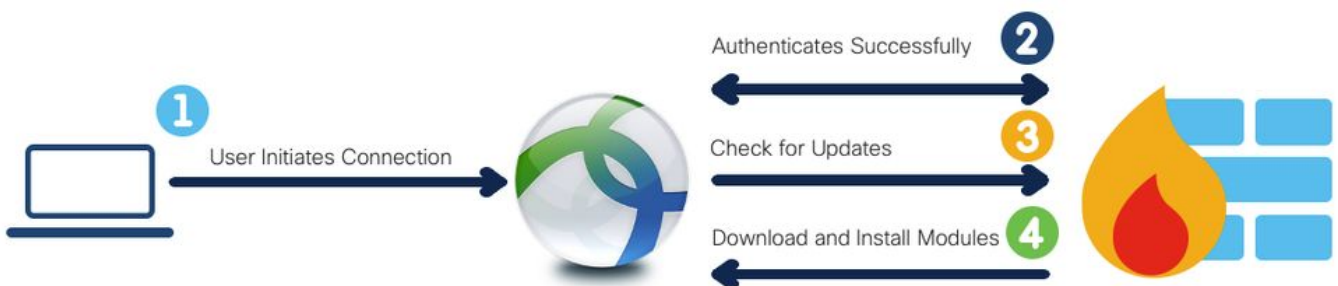 1
User Initiates Connection
Authenticates Successfully 2
Check for Updates 3
Download and Install Modules 4